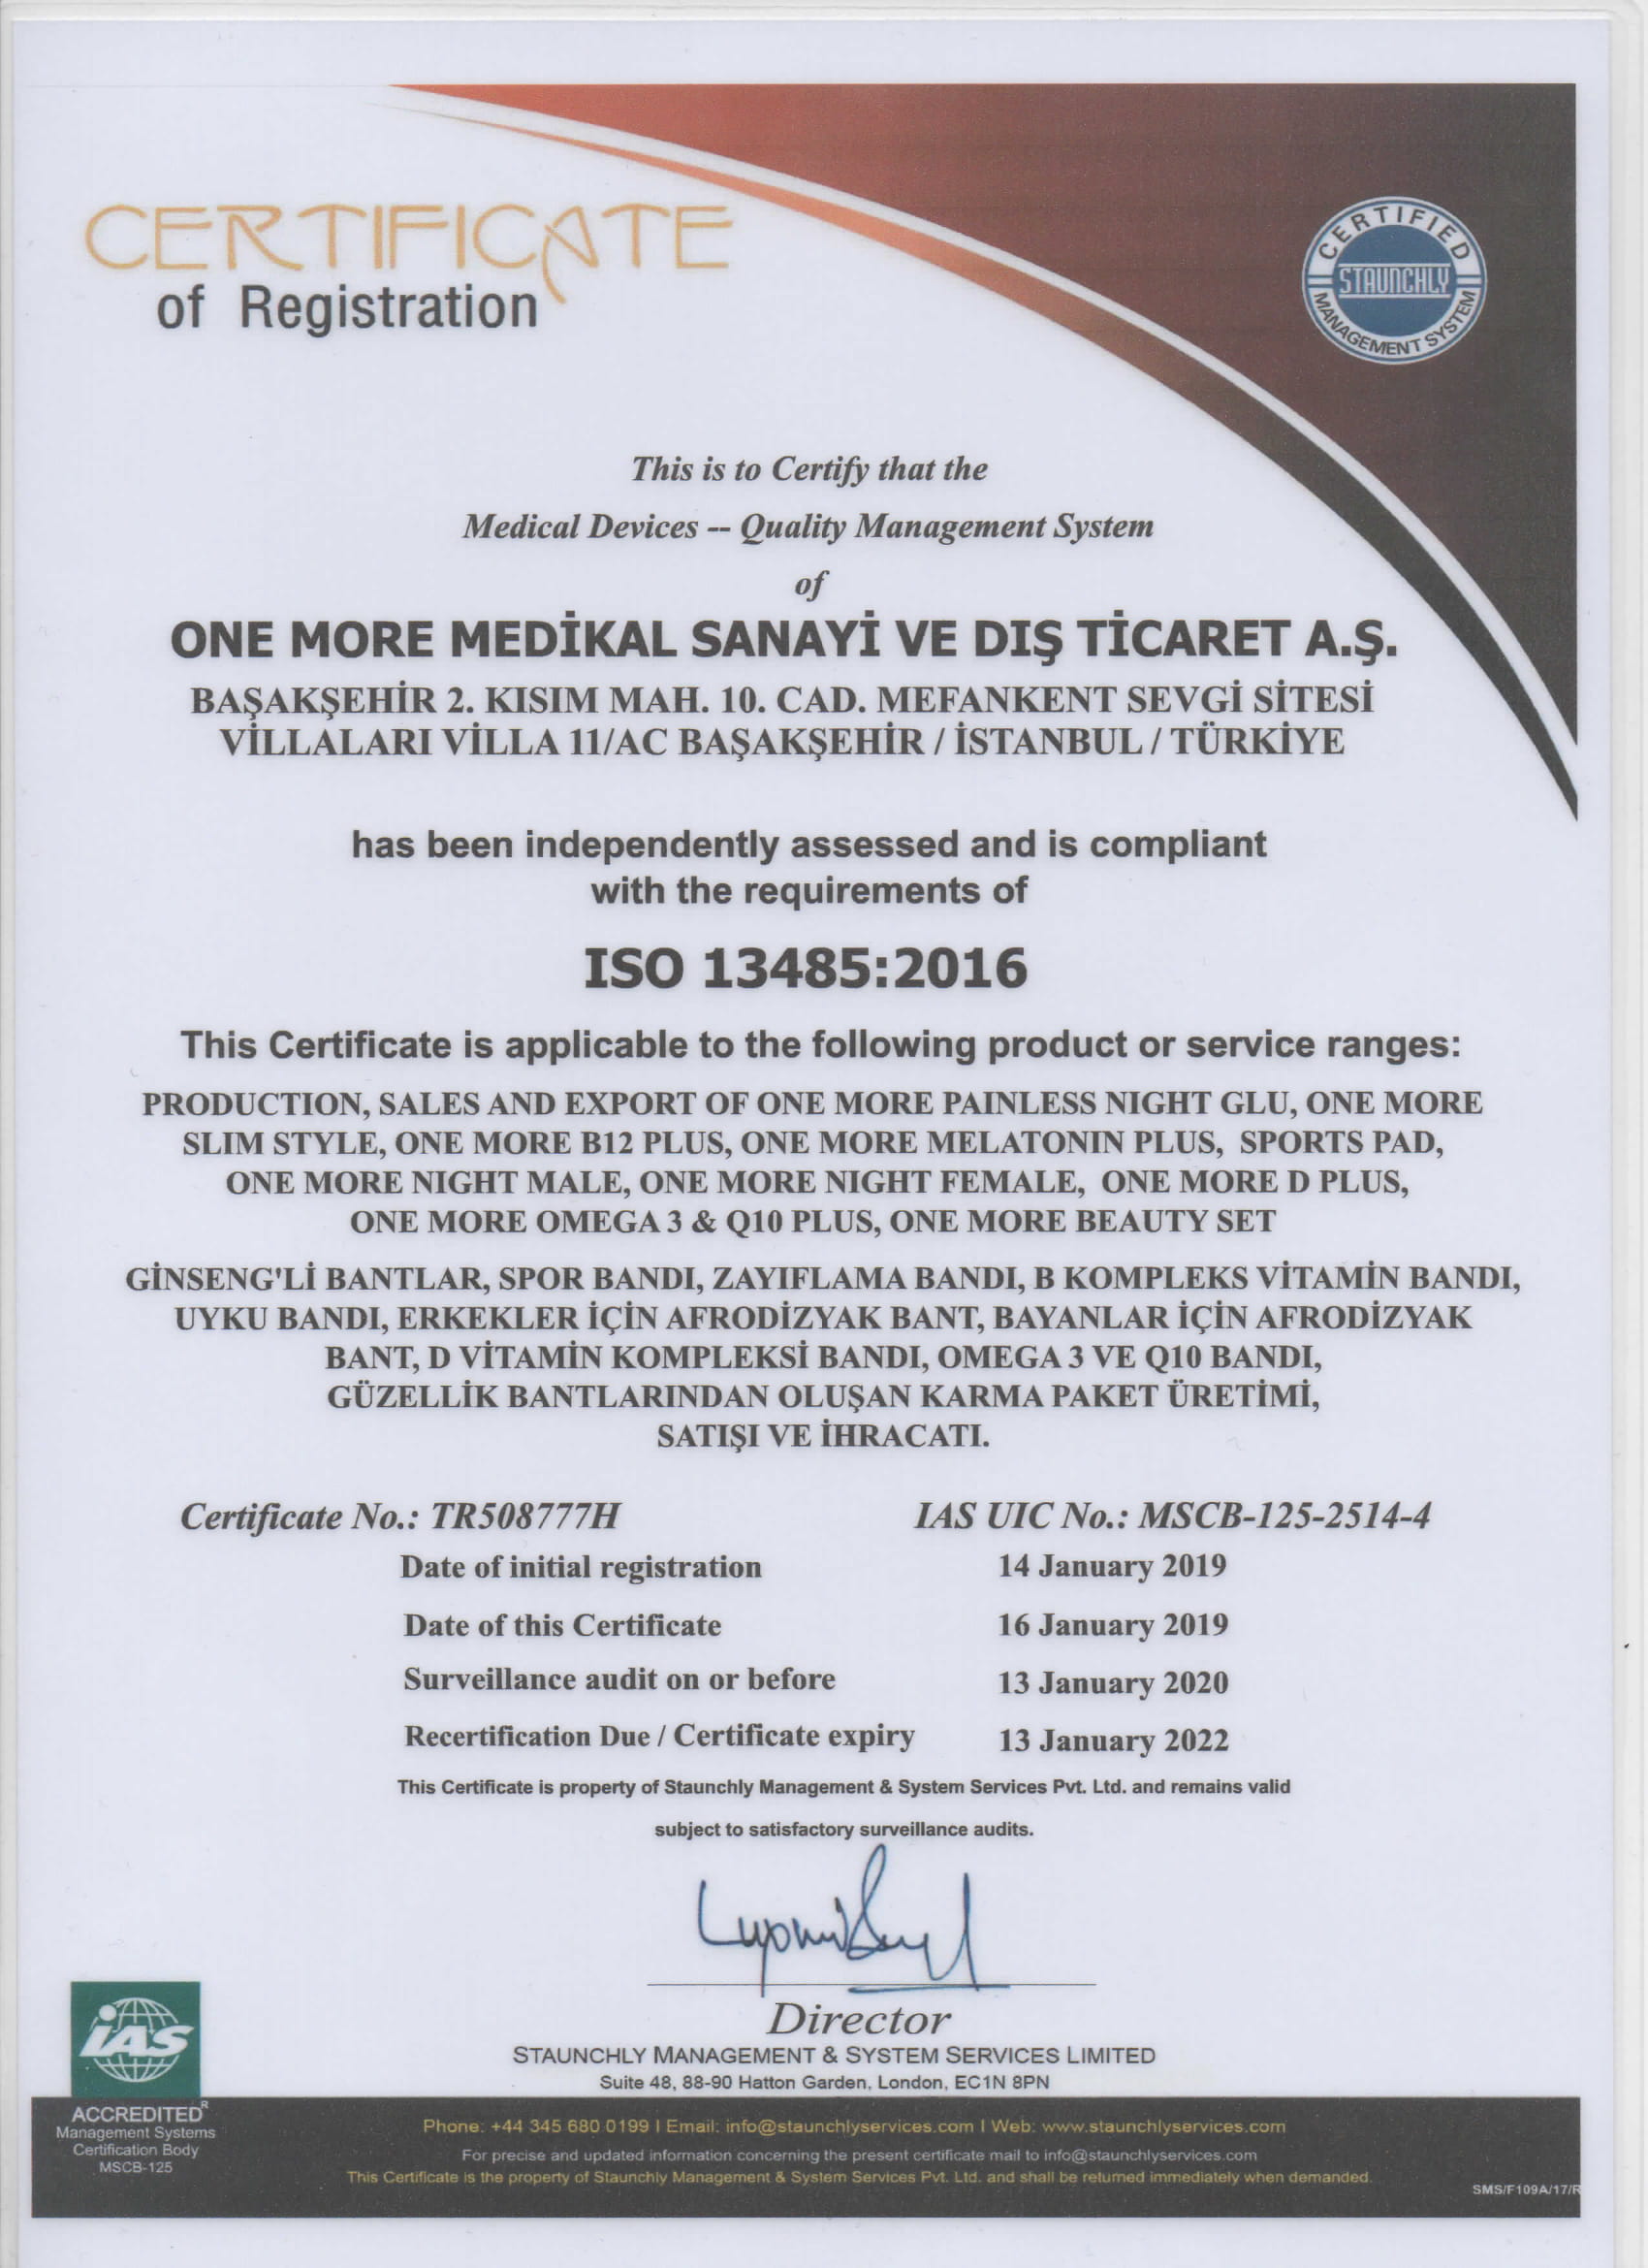 CERTIFICATE
of Registration
CERTIFIED
STAUNCHLY
MANAGEMENT SYSTEM
This is to Certify that the
Medical Devices -- Quality Management System
of
ONE MORE MEDİKAL SANAYİ VE DIŞ TİCARET A.Ş.
BAŞAKŞEHİR 2. KISIM MAH. 10. CAD. MEFANKENT SEVGİ SİTESİ
VİLLALARI VİLLA 11/AC BAŞAKŞEHİR / İSTANBUL / TÜRKİYE
has been independently assessed and is compliant
with the requirements of
ISO 13485:2016
This Certificate is applicable to the following product or service ranges:
PRODUCTION, SALES AND EXPORT OF ONE MORE PAINLESS NIGHT GLU, ONE MORE
SLIM STYLE, ONE MORE B12 PLUS, ONE MORE MELATONIN PLUS, SPORTS PAD,
ONE MORE NIGHT MALE, ONE MORE NIGHT FEMALE, ONE MORE D PLUS,
ONE MORE OMEGA 3 & Q10 PLUS, ONE MORE BEAUTY SET
GİNSENG'Lİ BANTLAR, SPOR BANDI, ZAYIFLAMA BANDI, B KOMPLEKS VİTAMİN BANDI,
UYKU BANDI, ERKEKLER İÇİN AFRODİZYAK BANT, BAYANLAR İÇİN AFRODİZYAK
BANT, D VİTAMİN KOMPLEKSİ BANDI, OMEGA 3 VE Q10 BANDI,
GÜZELLİK BANTLARINDAN OLUŞAN KARMA PAKET ÜRETİMİ,
SATIŞI VE İHRACATI.
Certificate No.: TR508777H IAS UIC No.: MSCB-125-2514-4
Date of initial registration 14 January 2019
Date of this Certificate 16 January 2019
Surveillance audit on or before 13 January 2020
Recertification Due / Certificate expiry 13 January 2022
This Certificate is property of Staunchly Management & System Services Pvt. Ltd. and remains valid
subject to satisfactory surveillance audits.
Director
STAUNCHLY MANAGEMENT & SYSTEM SERVICES LIMITED
Suite 48, 88-90 Hatton Garden, London, EC1N 8PN
iAS
ACCREDITED®
Management Systems
Certification Body
MSCB-125
Phone: +44 345 680 0199 I Email: info@staunchlyservices.com I Web: www.staunchlyservices.com
For precise and updated information concerning the present certificate mail to info@staunchlyservices.com
This Certificate is the property of Staunchly Management & System Services Pvt. Ltd. and shall be returned immediately when demanded.
SMS/F109A/17/R